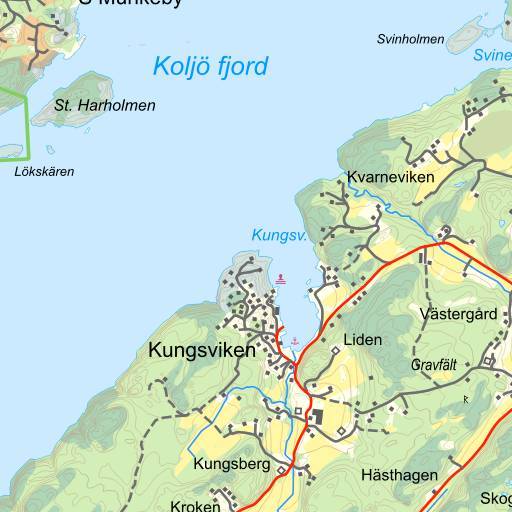 S Munkeby
Svinholmen
Svine
Koljö fjord
St. Harholmen
Lökskären
Kvarneviken
Kungsv.
Västergård
Liden
Kungsviken
Gravfält
R
Kungsberg
Hästhagen
Kroken
Skog